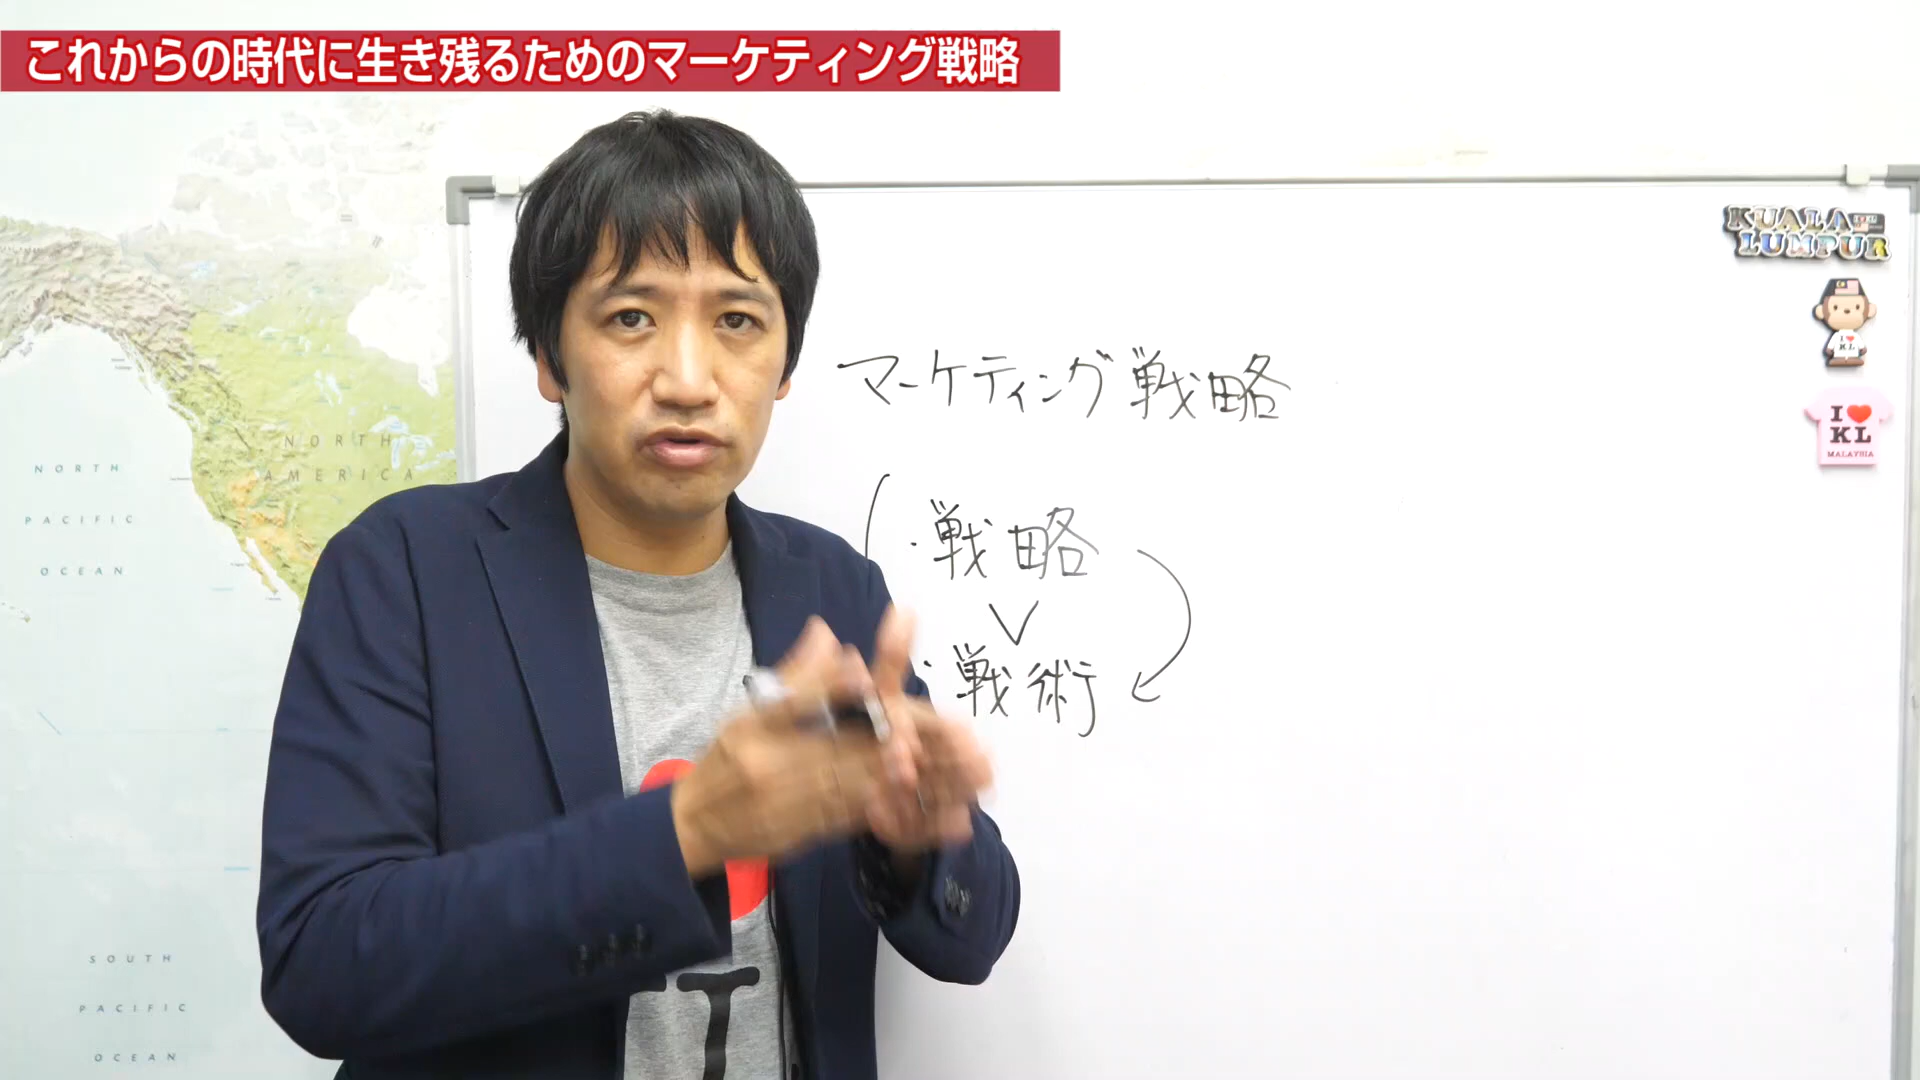 これからの時代に生き残るためのマーケティング戦略
KUALA
LUMPUR
I ♥
KL
マーケティング戦略
I ♥
KL
MALAYSIA
NORTH
AMERICA
NORTH
PACIFIC
OCEAN
・戦略
∨
・戦術
SOUTH
PACIFIC
OCEAN